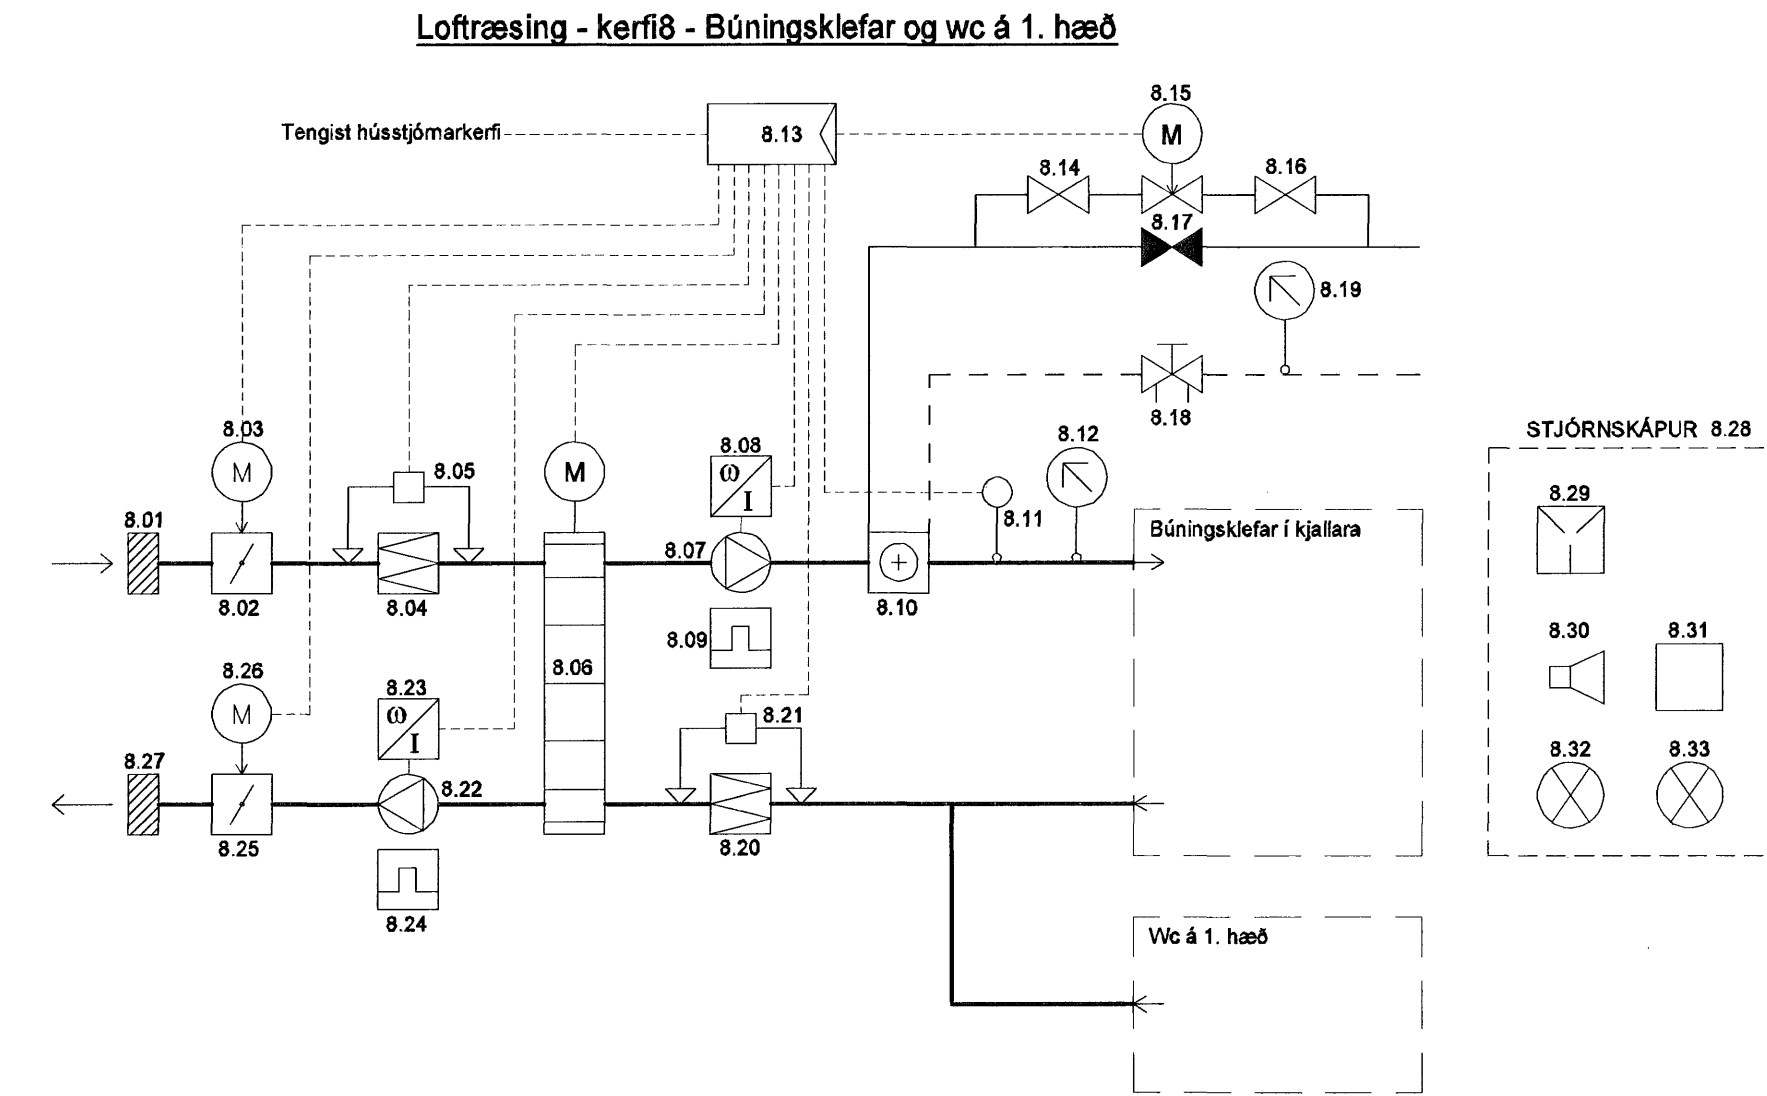 Loftræsing - kerfi8 - Búningsklefar og wc á 1. hæð
8.15
Tengist hússtjórnarkerfi
8.13
M
8.14
8.16
8.17
8.19
8.18
8.03
M
8.05
M
8.08
ω
I
8.12
STJÓRNSKÁPUR 8.28
8.01
8.02
8.04
8.07
8.10
8.11
Búningsklefar í kjallara
8.29
8.09
8.06
8.30
8.31
8.26
M
8.23
ω
I
8.21
8.27
8.22
8.32
8.33
8.25
8.20
8.24
Wc á 1. hæð